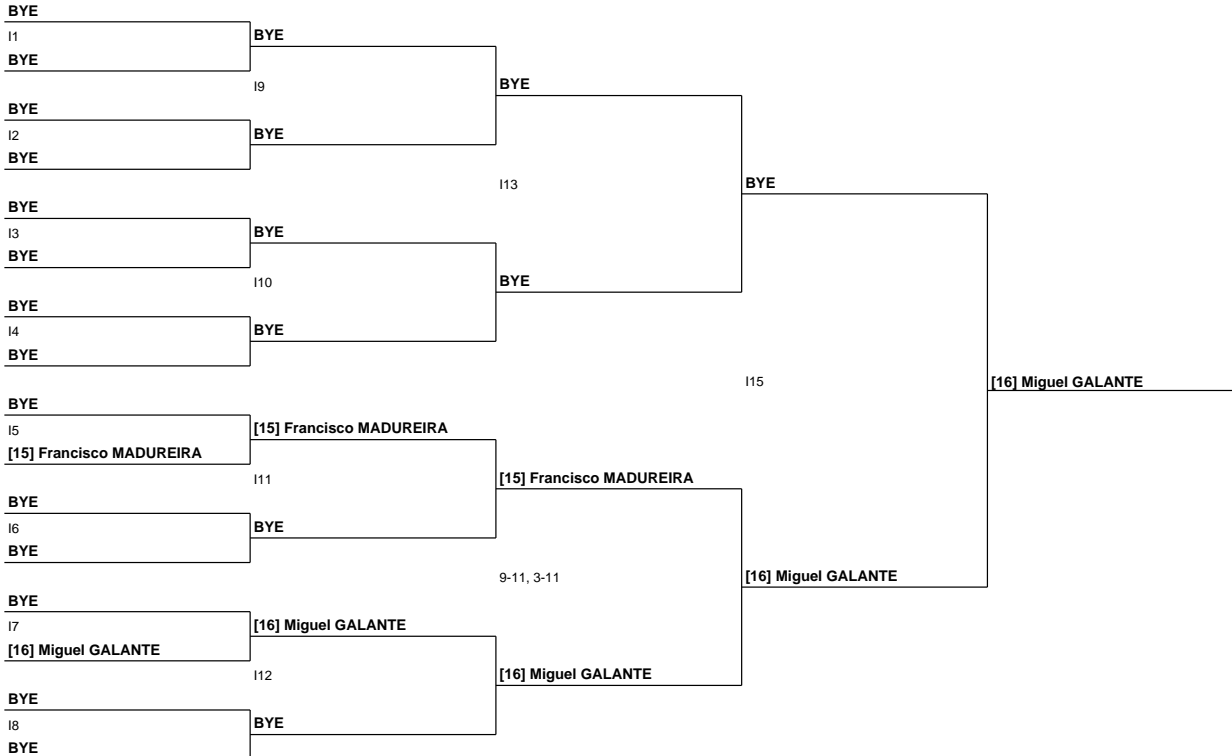 BYE
I1
BYE
BYE
I9
BYE
BYE
I2
BYE
BYE
I13
BYE
BYE
I3
BYE
BYE
I10
BYE
BYE
I4
BYE
BYE
I15
[16] Miguel GALANTE
BYE
I5
[15] Francisco MADUREIRA
[15] Francisco MADUREIRA
I11
[15] Francisco MADUREIRA
BYE
I6
BYE
BYE
9-11, 3-11
[16] Miguel GALANTE
BYE
I7
[16] Miguel GALANTE
[16] Miguel GALANTE
I12
[16] Miguel GALANTE
BYE
I8
BYE
BYE